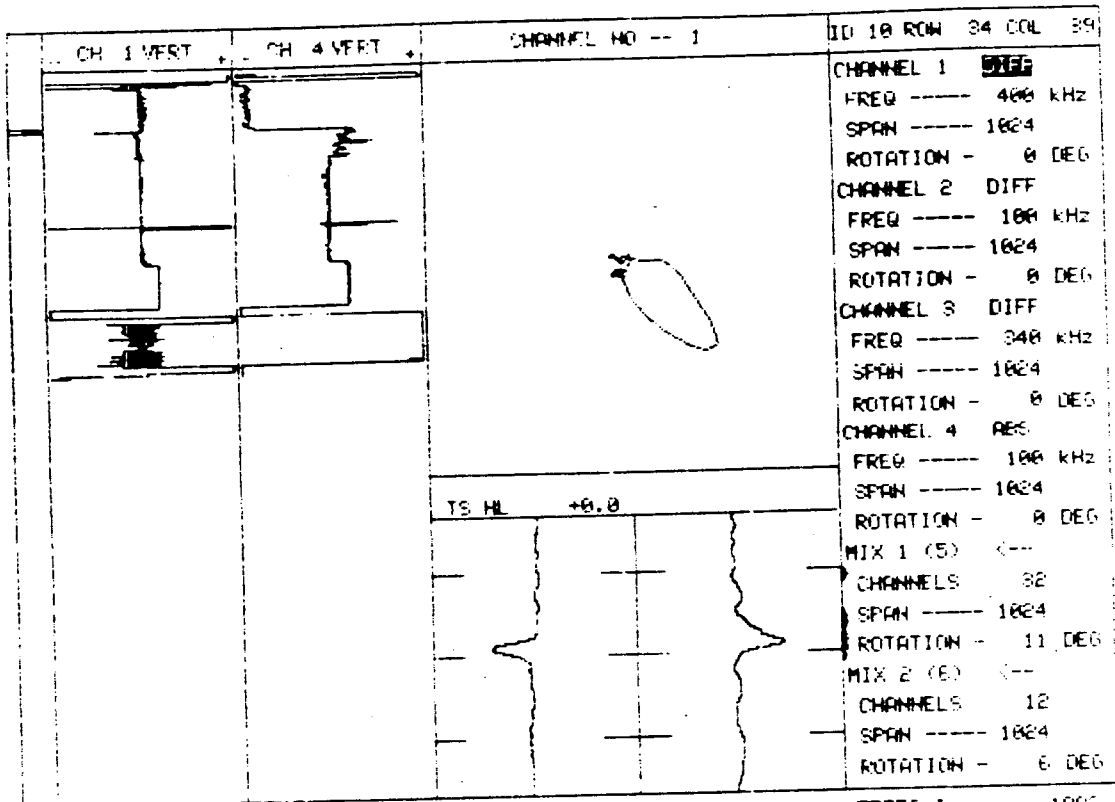 CH 1 VERT
CH 4 VERT
CHANNEL NO -- 1
ID 10 ROW 34 COL 39
CHANNEL 1 DIFF
FREQ ----- 400 kHz
SPAN ----- 1024
ROTATION - 0 DEG
CHANNEL 2 DIFF
FREQ ----- 100 kHz
SPAN ----- 1024
ROTATION - 0 DEG
CHANNEL 3 DIFF
FREQ ----- 340 kHz
SPAN ----- 1024
ROTATION - 0 DEG
CHANNEL 4 ABS
FREQ ----- 100 kHz
SPAN ----- 1024
ROTATION - 0 DEG
MIX 1 (5) <--
CHANNELS 32
SPAN ----- 1024
ROTATION - 11 DEG
MIX 2 (6) <--
CHANNELS 12
SPAN ----- 1024
ROTATION - 6 DEG
TS HL +0.0